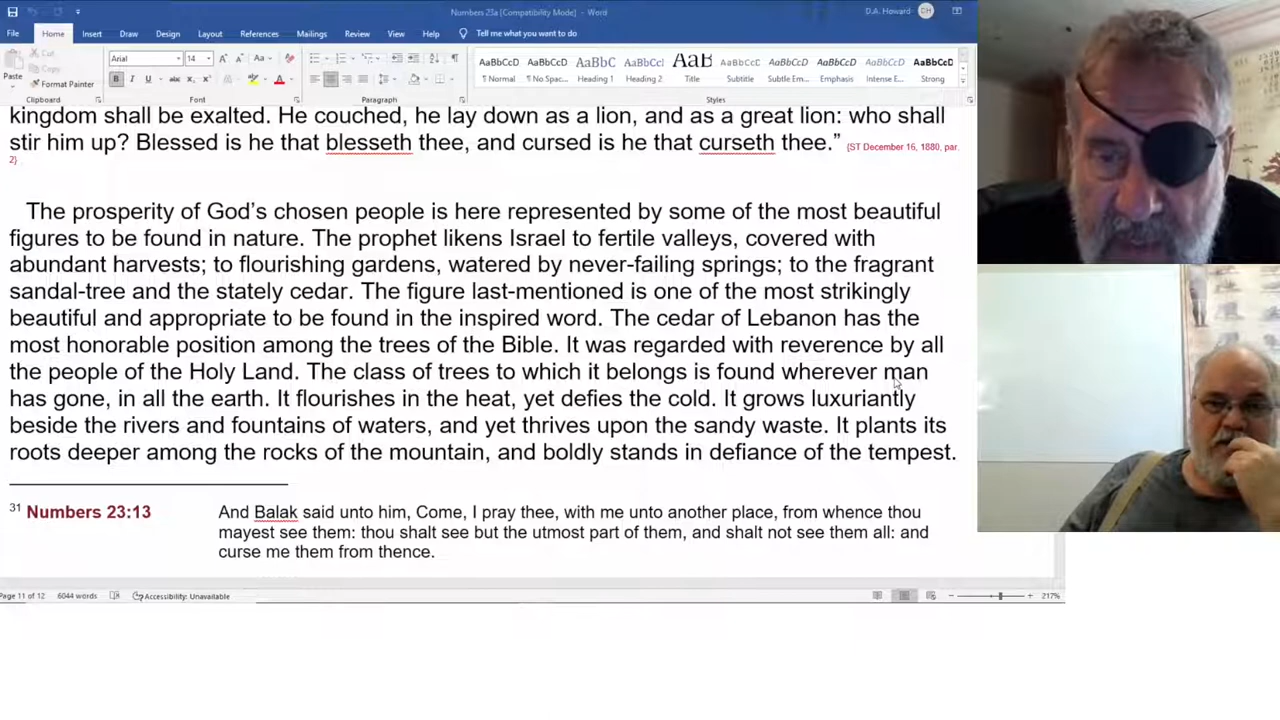 Numbers 23a [Compatibility Mode] - Word
D.A. Howard DH
File Home Insert Draw Design Layout References Mailings Review View Help Tell me what you want to do
Cut
Copy
Paste
Format Painter
Arial 14
Clipboard Font Paragraph Styles
AaBbCcD AaBbCcD AaBbC AaBbCcI AaB AaBbCcD AaBbCcD AaBbCcD AaBbCcD AaBbCcD
¶ Normal ¶ No Spac... Heading 1 Heading 2 Title Subtitle Subtle Em... Emphasis Intense E... Strong
kingdom shall be exalted. He couched, he lay down as a lion, and as a great lion: who shall
stir him up? Blessed is he that blesseth thee, and cursed is he that curseth thee.” {ST December 16, 1880, par.
2}
The prosperity of God’s chosen people is here represented by some of the most beautiful
figures to be found in nature. The prophet likens Israel to fertile valleys, covered with
abundant harvests; to flourishing gardens, watered by never-failing springs; to the fragrant
sandal-tree and the stately cedar. The figure last-mentioned is one of the most strikingly
beautiful and appropriate to be found in the inspired word. The cedar of Lebanon has the
most honorable position among the trees of the Bible. It was regarded with reverence by all
the people of the Holy Land. The class of trees to which it belongs is found wherever man
has gone, in all the earth. It flourishes in the heat, yet defies the cold. It grows luxuriantly
beside the rivers and fountains of waters, and yet thrives upon the sandy waste. It plants its
roots deeper among the rocks of the mountain, and boldly stands in defiance of the tempest.
31 Numbers 23:13 And Balak said unto him, Come, I pray thee, with me unto another place, from whence thou
mayest see them: thou shalt see but the utmost part of them, and shalt not see them all: and
curse me them from thence.
Page 11 of 12 6044 words Accessibility: Unavailable 217%